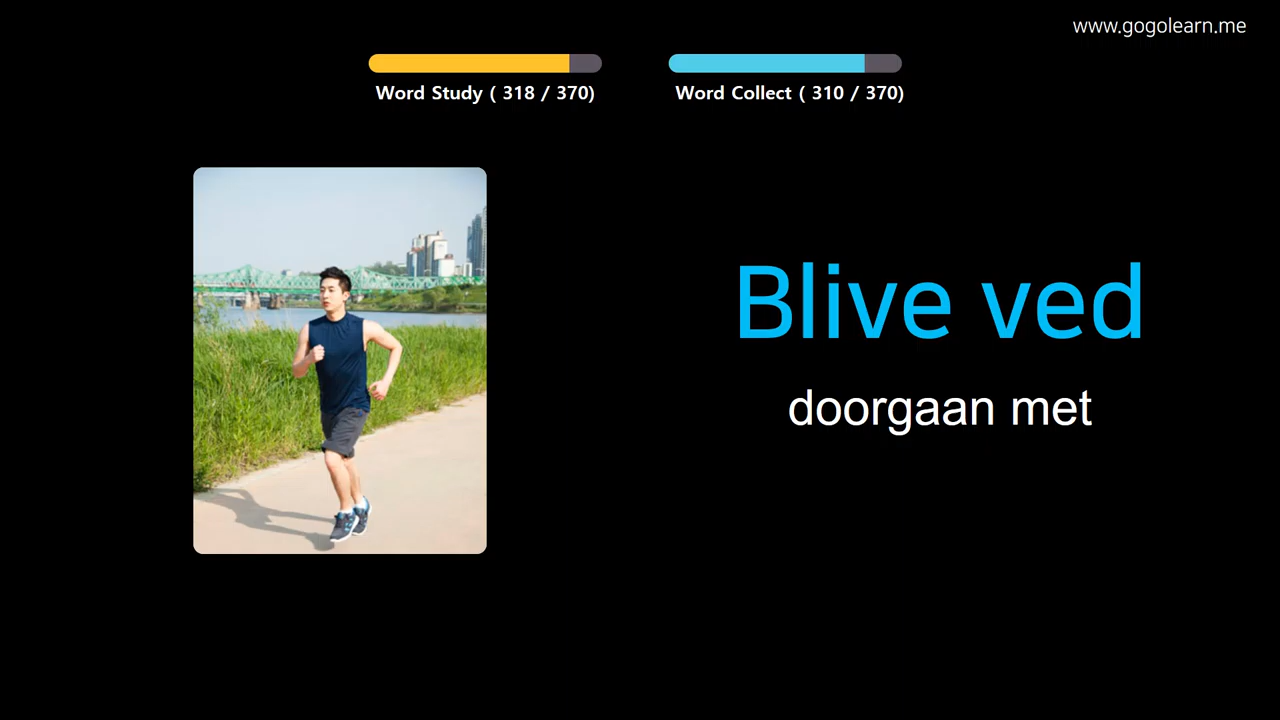 www.gogolearn.me
Word Study ( 318 / 370)
Word Collect ( 310 / 370)
Blive ved
doorgaan met